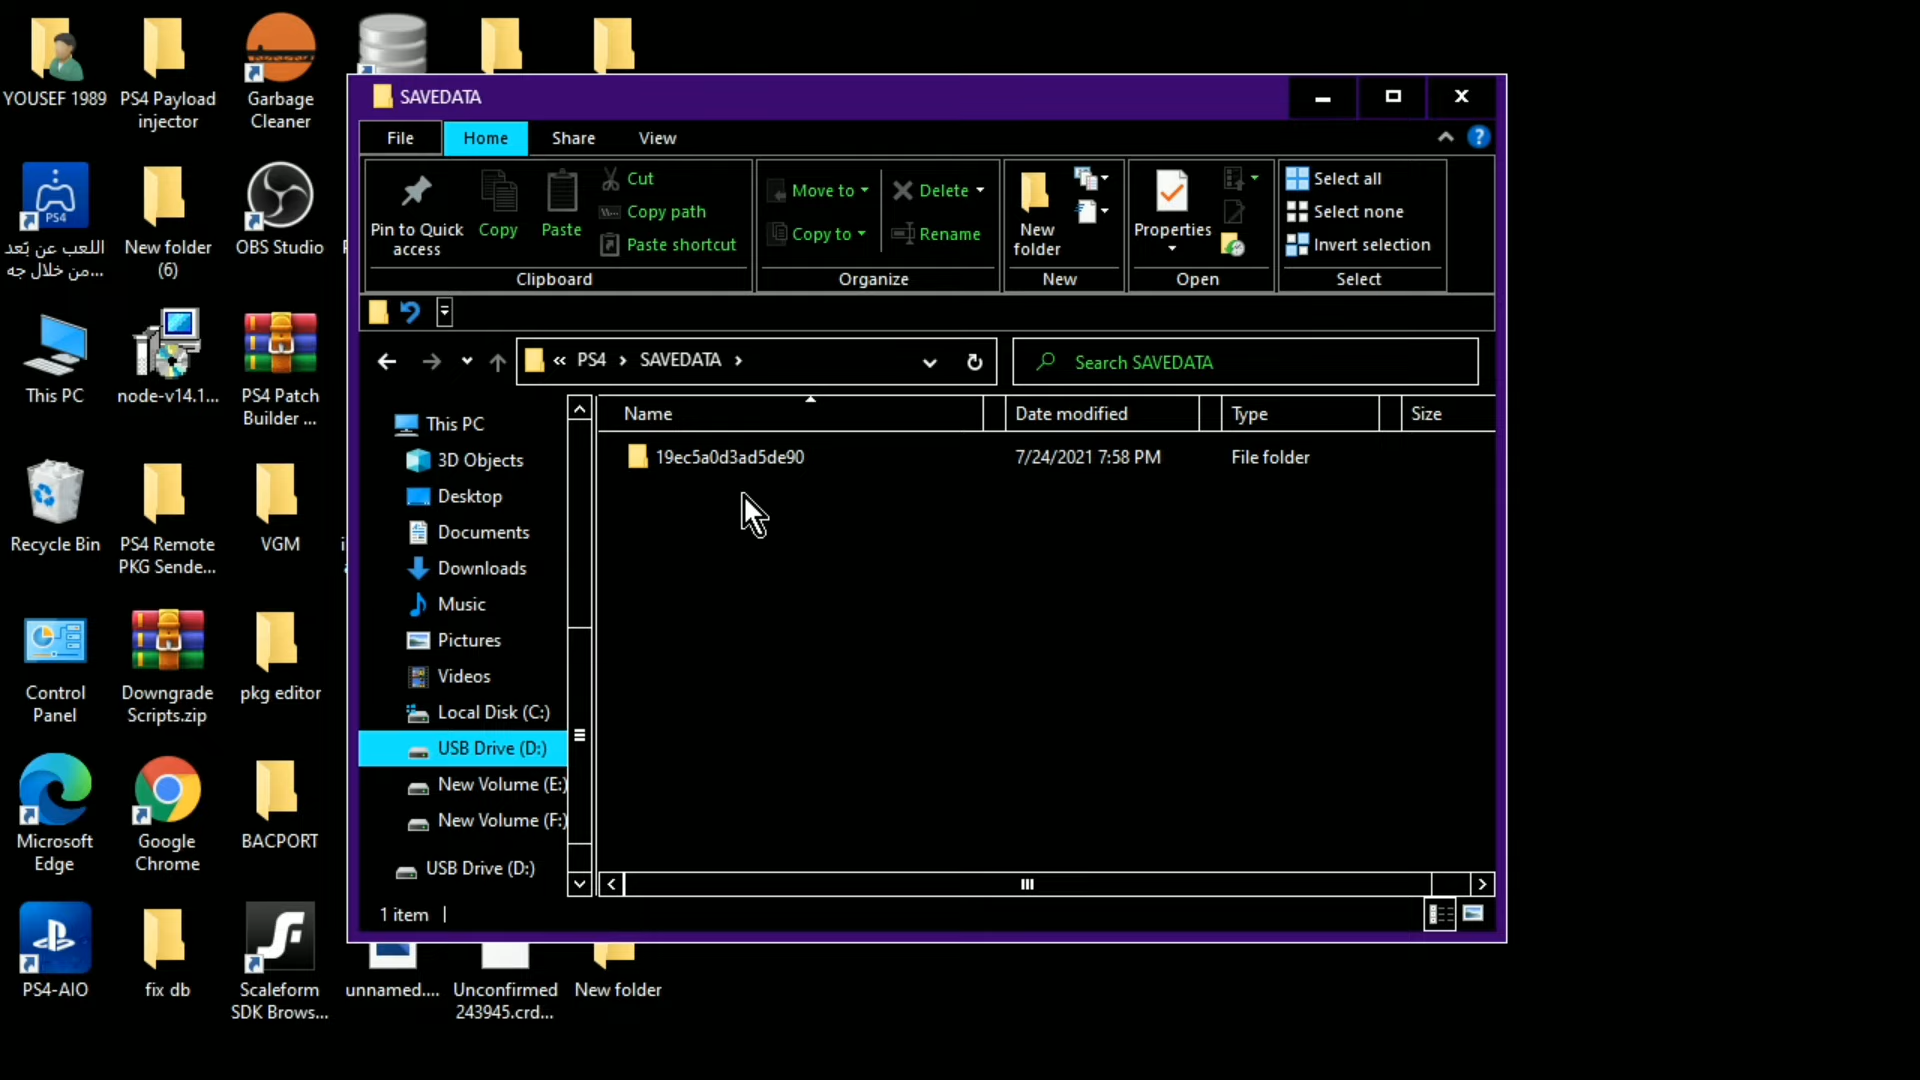 YOUSEF 1989
PS4 Payload
injector
Garbage
Cleaner
اللعب عن بُعد
من خلال جه...
New folder
(6)
OBS Studio
This PC
node-v14.1...
PS4 Patch
Builder ...
Recycle Bin
PS4 Remote
PKG Sende...
VGM
Control
Panel
Downgrade
Scripts.zip
pkg editor
Microsoft
Edge
Google
Chrome
BACPORT
PS4-AIO
fix db
Scaleform
SDK Brows...
unnamed....
Unconfirmed
243945.crd...
New folder
PS4
SAVEDATA
File
Home
Share
View
Pin to Quick
access
Copy
Paste
Cut
Copy path
Paste shortcut
Clipboard
Move to
Copy to
Delete
Rename
Organize
New
folder
New
Properties
Open
Select all
Select none
Invert selection
Select
« PS4 › SAVEDATA ›
Search SAVEDATA
This PC
3D Objects
Desktop
Documents
Downloads
Music
Pictures
Videos
Local Disk (C:)
USB Drive (D:)
New Volume (E:)
New Volume (F:)
USB Drive (D:)
Name Date modified Type Size
19ec5a0d3ad5de90 7/24/2021 7:58 PM File folder
1 item